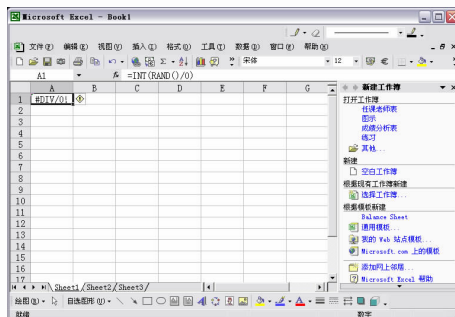 Microsoft Excel - Book1
文件(F) 编辑(E) 视图(V) 插入(I) 格式(O) 工具(T) 数据(D) 窗口(W) 帮助(H)
宋体 12
A1 fx =INT(RAND()/0)
A B C D E F G
1 #DIV/0!
2
3
4
5
6
7
8
9
10
11
12
13
14
15
16
17
新建工作簿
打开工作簿
任课老师表
图示
成绩分析表
练习
其他...
新建
空白工作簿
根据现有工作簿新建
选择工作簿...
根据模板新建
Balance Sheet
通用模板...
我的 Web 站点模板...
Microsoft.com 上的模板
添加网上邻居...
Microsoft Excel 帮助
Sheet1 Sheet2 Sheet3
绘图(R) 自选图形(U)
就绪 数字